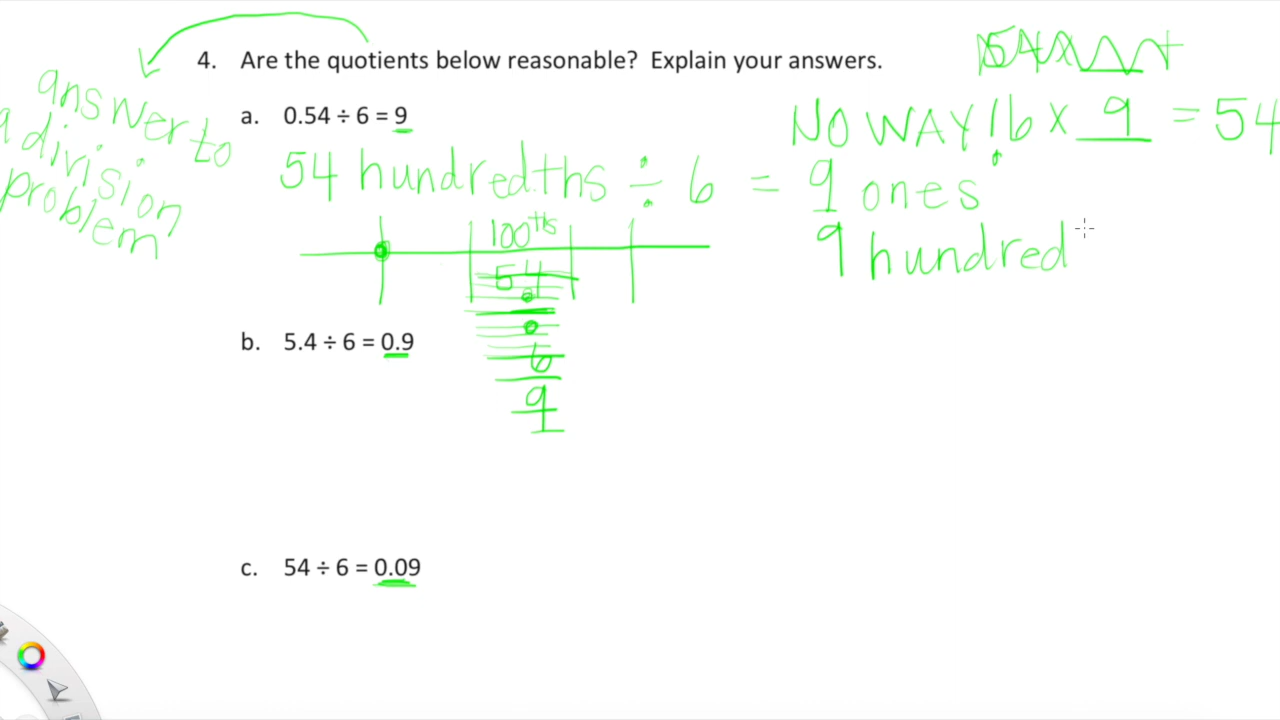 4. Are the quotients below reasonable? Explain your answers.
answer to
a division
problem
a. 0.54 ÷ 6 = 9
NO WAY! 6 × 9 = 54
54 hundredths ÷ 6 = 9 ones
9 hundred
100ths
54
6
9
b. 5.4 ÷ 6 = 0.9
c. 54 ÷ 6 = 0.09